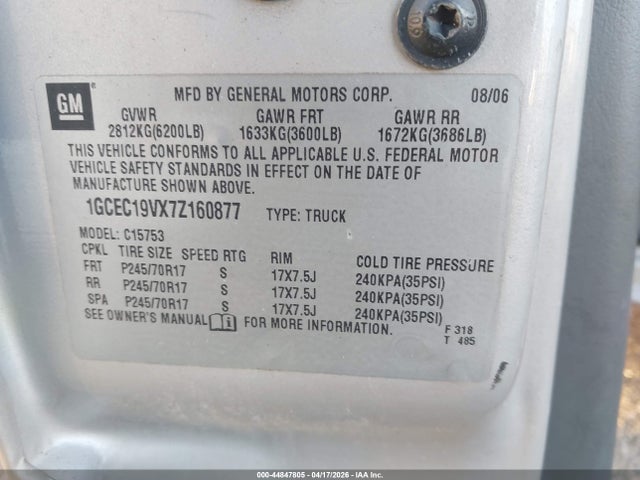 1019
GM
MFD BY GENERAL MOTORS CORP. 08/06
GVWR GAWR FRT GAWR RR
2812KG(6200LB) 1633KG(3600LB) 1672KG(3686LB)
THIS VEHICLE CONFORMS TO ALL APPLICABLE U.S. FEDERAL MOTOR
VEHICLE SAFETY STANDARDS IN EFFECT ON THE DATE OF
MANUFACTURE SHOWN ABOVE.
1GCEC19VX7Z160877 TYPE: TRUCK
MODEL: C15753
CPKL TIRE SIZE SPEED RTG RIM COLD TIRE PRESSURE
FRT P245/70R17 S 17X7.5J 240KPA(35PSI)
RR P245/70R17 S 17X7.5J 240KPA(35PSI)
SPA P245/70R17 S 17X7.5J 240KPA(35PSI)
SEE OWNER'S MANUAL i FOR MORE INFORMATION.
F 318
T 485
000-44847805 - 04/17/2026 - IAA Inc.